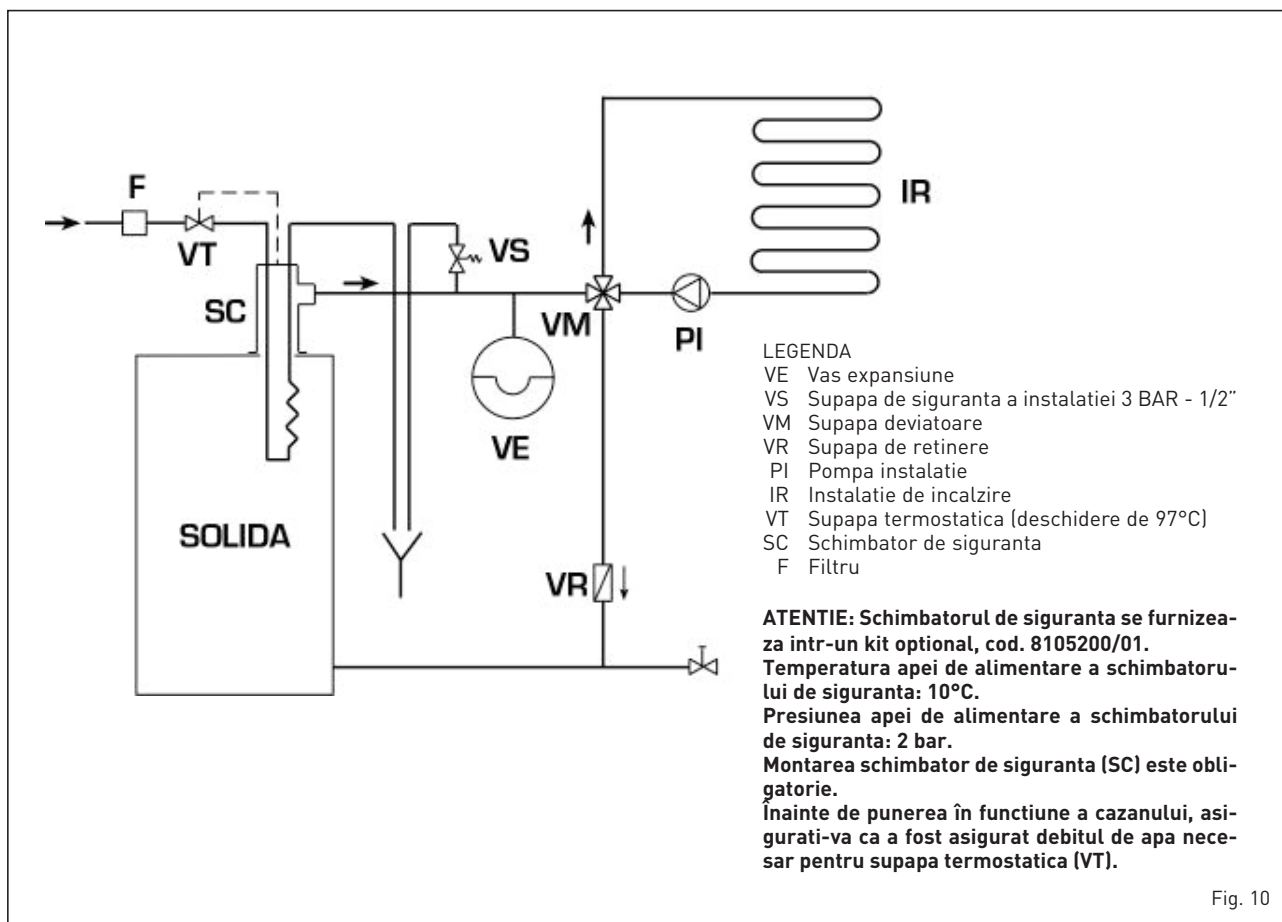 F
VT
SC
VS
VM
PI
IR
VE
SOLIDA
VR
LEGENDA
VE Vas expansiune
VS Supapa de siguranta a instalatiei 3 BAR - 1/2”
VM Supapa deviatoare
VR Supapa de retinere
PI Pompa instalatie
IR Instalatie de incalzire
VT Supapa termostatica (deschidere de 97°C)
SC Schimbator de siguranta
F Filtru
ATENTIE: Schimbatorul de siguranta se furnizea-
za intr-un kit optional, cod. 8105200/01.
Temperatura apei de alimentare a schimbatoru-
lui de siguranta: 10°C.
Presiunea apei de alimentare a schimbatorului
de siguranta: 2 bar.
Montarea schimbator de siguranta (SC) este obli-
gatorie.
Înainte de punerea în functiune a cazanului, asi-
gurati-va ca a fost asigurat debitul de apa nece-
sar pentru supapa termostatica (VT).
Fig. 10